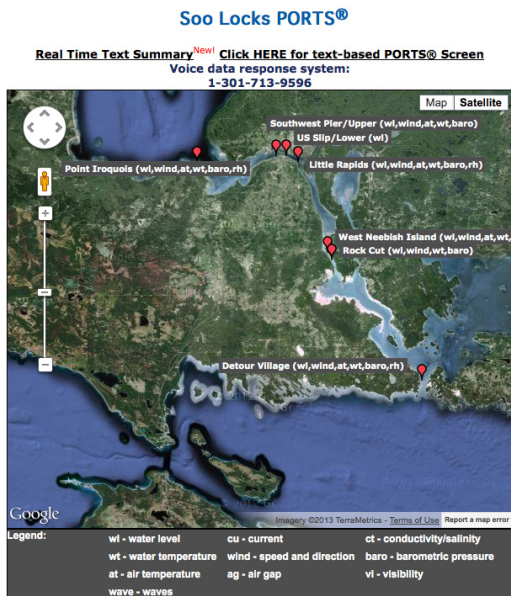 Soo Locks PORTS®
Real Time Text Summary New! Click HERE for text-based PORTS® Screen
Voice data response system:
1-301-713-9596
Map Satellite
Southwest Pier/Upper (wl,wind,at,wt,baro)
US Slip/Lower (wl)
Point Iroquois (wl,wind,at,wt,baro,rh)
Little Rapids (wl,wind,at,wt,baro,rh)
West Neebish Island (wl,wind,at,wt,
Rock Cut (wl,wind,wt,baro)
Detour Village (wl,wind,at,wt,baro,rh)
Google
Imagery ©2013 TerraMetrics - Terms of Use Report a map error
Legend:
wl - water level cu - current ct - conductivity/salinity
wt - water temperature wind - speed and direction baro - barometric pressure
at - air temperature ag - air gap vi - visibility
wave - waves